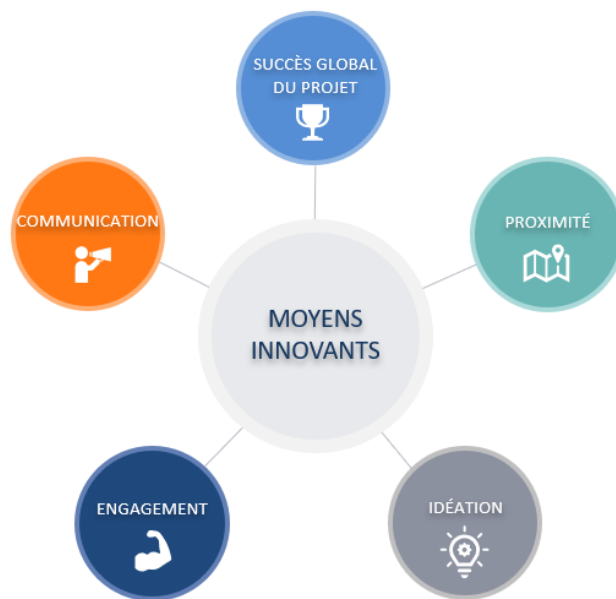 SUCCÈS GLOBAL
DU PROJET
COMMUNICATION
PROXIMITÉ
MOYENS
INNOVANTS
ENGAGEMENT
IDÉATION